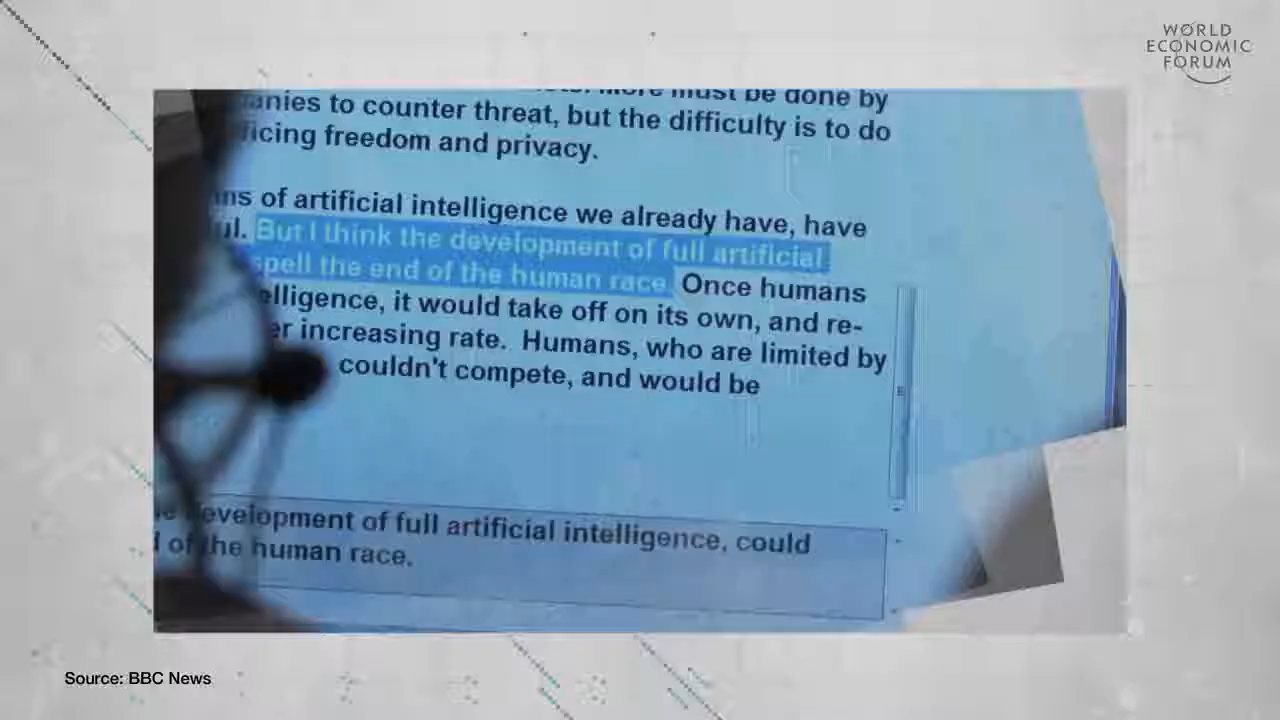 WORLD
ECONOMIC
FORUM
More must be done by
anies to counter threat, but the difficulty is to do
ficing freedom and privacy.
ns of artificial intelligence we already have, have
ul. But I think the development of full artificial
spell the end of the human race. Once humans
elligence, it would take off on its own, and re-
er increasing rate. Humans, who are limited by
couldn't compete, and would be
evelopment of full artificial intelligence, could
of the human race.
Source: BBC News